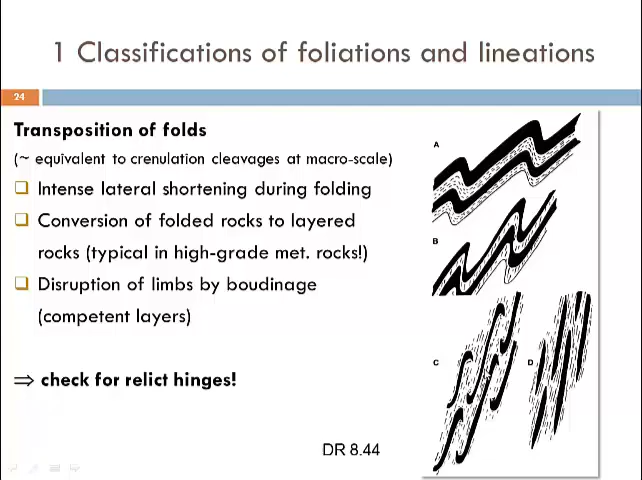 1 Classifications of foliations and lineations
24
Transposition of folds
(~ equivalent to crenulation cleavages at macro-scale)
Intense lateral shortening during folding
Conversion of folded rocks to layered
rocks (typical in high-grade met. rocks!)
Disruption of limbs by boudinage
(competent layers)
⇒ check for relict hinges!
A
B
C
D
DR 8.44